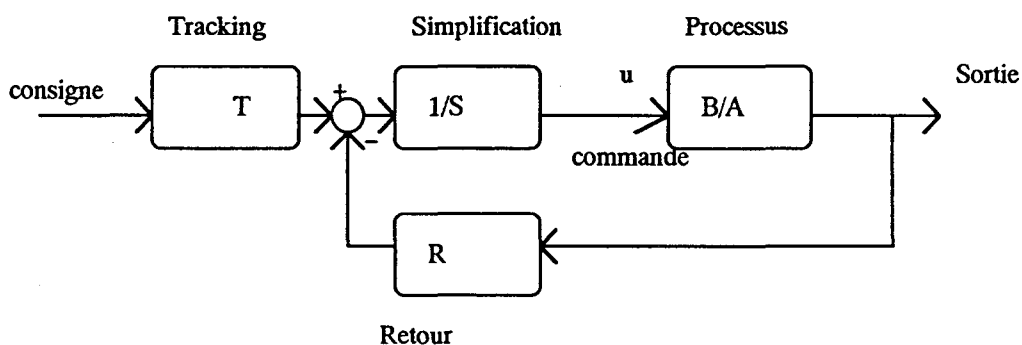 Tracking
Simplification
Processus
consigne
T
+
-
1/S
u
commande
B/A
Sortie
R
Retour